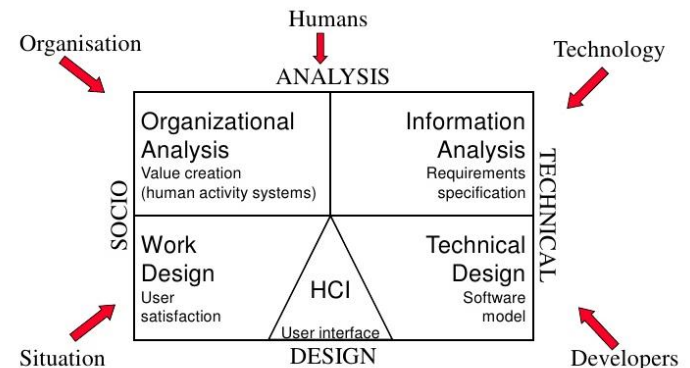 Humans
Organisation
Technology
ANALYSIS
Organizational
Analysis
Value creation
(human activity systems)
Information
Analysis
Requirements
specification
SOCIO
TECHNICAL
Work
Design
User
satisfaction
HCI
User interface
Technical
Design
Software
model
DESIGN
Situation
Developers